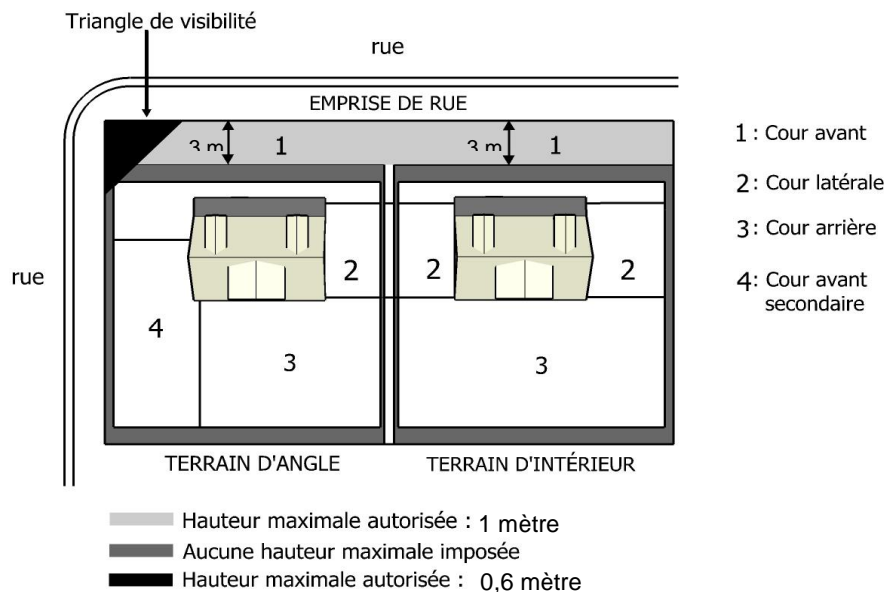 Triangle de visibilité
rue
EMPRISE DE RUE
3 m
1
3 m
1
1 : Cour avant
2 : Cour latérale
3 : Cour arrière
4 : Cour avant
secondaire
rue
2
2
2
4
3
3
TERRAIN D'ANGLE
TERRAIN D'INTÉRIEUR
Hauteur maximale autorisée : 1 mètre
Aucune hauteur maximale imposée
Hauteur maximale autorisée : 0,6 mètre